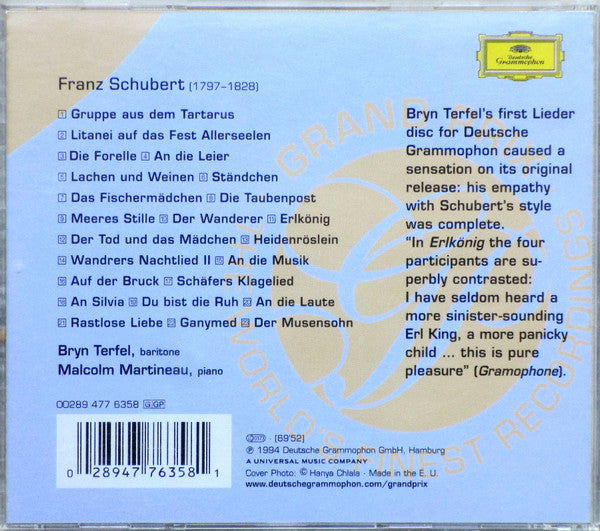 Deutsche
Grammophon
Franz Schubert (1797–1828)
1 Gruppe aus dem Tartarus
2 Litanei auf das Fest Allerseelen
3 Die Forelle 4 An die Leier
5 Lachen und Weinen 6 Ständchen
7 Das Fischermädchen 8 Die Taubenpost
9 Meeres Stille 10 Der Wanderer 11 Erlkönig
12 Der Tod und das Mädchen 13 Heidenröslein
14 Wandrers Nachtlied II 15 An die Musik
16 Auf der Bruck 17 Schäfers Klagelied
18 An Silvia 19 Du bist die Ruh 20 An die Laute
21 Rastlose Liebe 22 Ganymed 23 Der Musensohn
Bryn Terfel, baritone
Malcolm Martineau, piano
00289 477 6358 GGP
0 28947 76358 1
Bryn Terfel's first Lieder
disc for Deutsche
Grammophon caused a
sensation on its original
release: his empathy
with Schubert's style
was complete.
"In Erlkönig the four
participants are su-
perbly contrasted:
I have seldom heard a
more sinister-sounding
Erl King, a more panicky
child ... this is pure
pleasure" (Gramophone).
[69'52]
℗ 1994 Deutsche Grammophon GmbH, Hamburg
A UNIVERSAL MUSIC COMPANY
Cover Photo: © Hanya Chlala · Made in the E. U.
www.deutschegrammophon.com/grandprix
GRAND PRIX
WORLD'S FINEST RECORDINGS